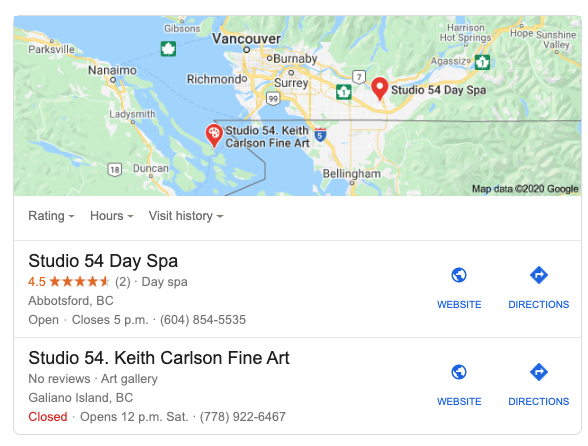 Gibsons
Harrison
Hot Springs
Hope
Sunshine
Valley
Parksville
Vancouver
Burnaby
Agassiz
1
Nanaimo
Richmond
Surrey
7
1
Studio 54 Day Spa
99
Ladysmith
Studio 54. Keith
Carlson Fine Art
5
18
Duncan
Bellingham
Map data ©2020 Google
Rating
Hours
Visit history
Studio 54 Day Spa
4.5 ★★★★★ (2) · Day spa
Abbotsford, BC
Open · Closes 5 p.m. · (604) 854-5535
WEBSITE
DIRECTIONS
Studio 54. Keith Carlson Fine Art
No reviews · Art gallery
Galiano Island, BC
Closed · Opens 12 p.m. Sat. · (778) 922-6467
WEBSITE
DIRECTIONS